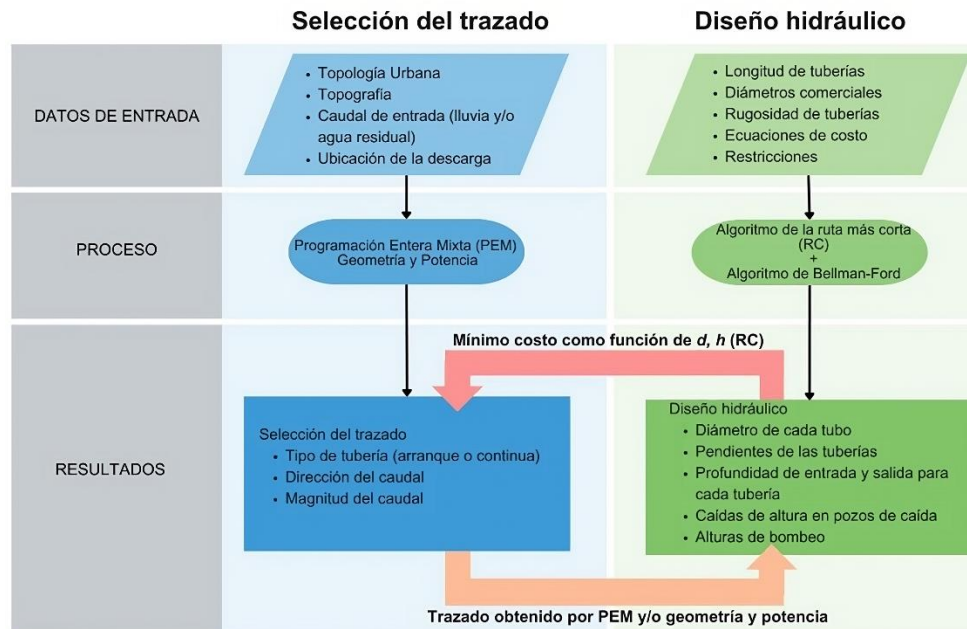 Selección del trazado
Diseño hidráulico
DATOS DE ENTRADA
• Topología Urbana
• Topografia
• Caudal de entrada (lluvia y/o
agua residual)
• Ubicación de la descarga
• Longitud de tuberías
• Diámetros comerciales
• Rugosidad de tuberías
• Ecuaciones de costo
• Restricciones
PROCESO
Programación Entera Mixta (PEM)
Geometría y Potencia
Algoritmo de la ruta más corta
(RC)
+
Algoritmo de Bellman-Ford
RESULTADOS
Mínimo costo como función de d, h (RC)
Selección del trazado
• Tipo de tubería (arranque o continua)
• Dirección del caudal
• Magnitud del caudal
Diseño hidráulico
• Diámetro de cada tubo
• Pendientes de las tuberías
• Profundidad de entrada y salida para
cada tubería
• Caídas de altura en pozos de caída
• Alturas de bombeo
Trazado obtenido por PEM y/o geometría y potencia